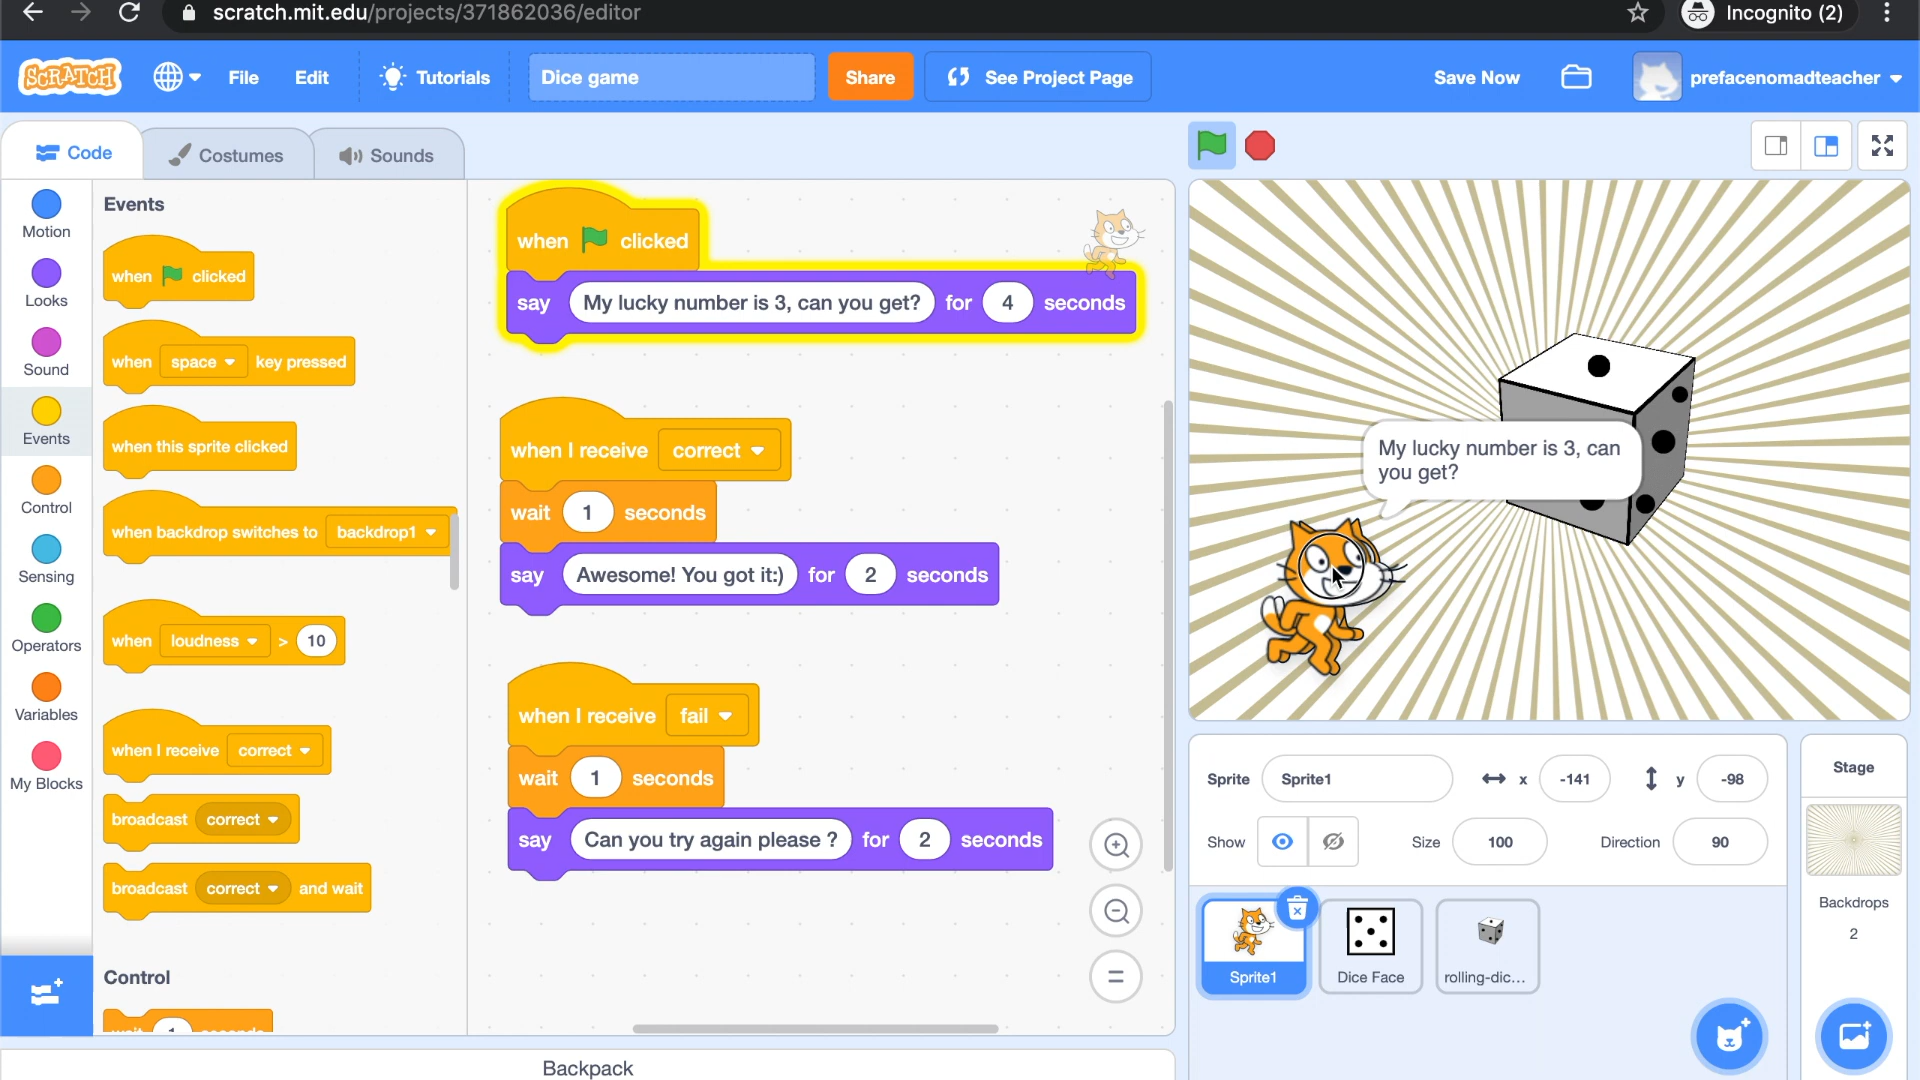 scratch.mit.edu/projects/371862036/editor
Incognito (2)
SCRATCH
File
Edit
Tutorials
Dice game
Share
See Project Page
Save Now
prefacenomadteacher
Code
Costumes
Sounds
Motion
Looks
Sound
Events
Control
Sensing
Operators
Variables
My Blocks
Events
when clicked
when space key pressed
when this sprite clicked
when backdrop switches to backdrop1
when loudness > 10
when I receive correct
broadcast correct
broadcast correct and wait
Control
wait 1 seconds
when clicked
say My lucky number is 3, can you get? for 4 seconds
when I receive correct
wait 1 seconds
say Awesome! You got it:) for 2 seconds
when I receive fail
wait 1 seconds
say Can you try again please ? for 2 seconds
Backpack
My lucky number is 3, can
you get?
Sprite Sprite1 x -141 y -98
Show Size 100 Direction 90
Sprite1
Dice Face
rolling-dic...
Stage
Backdrops
2